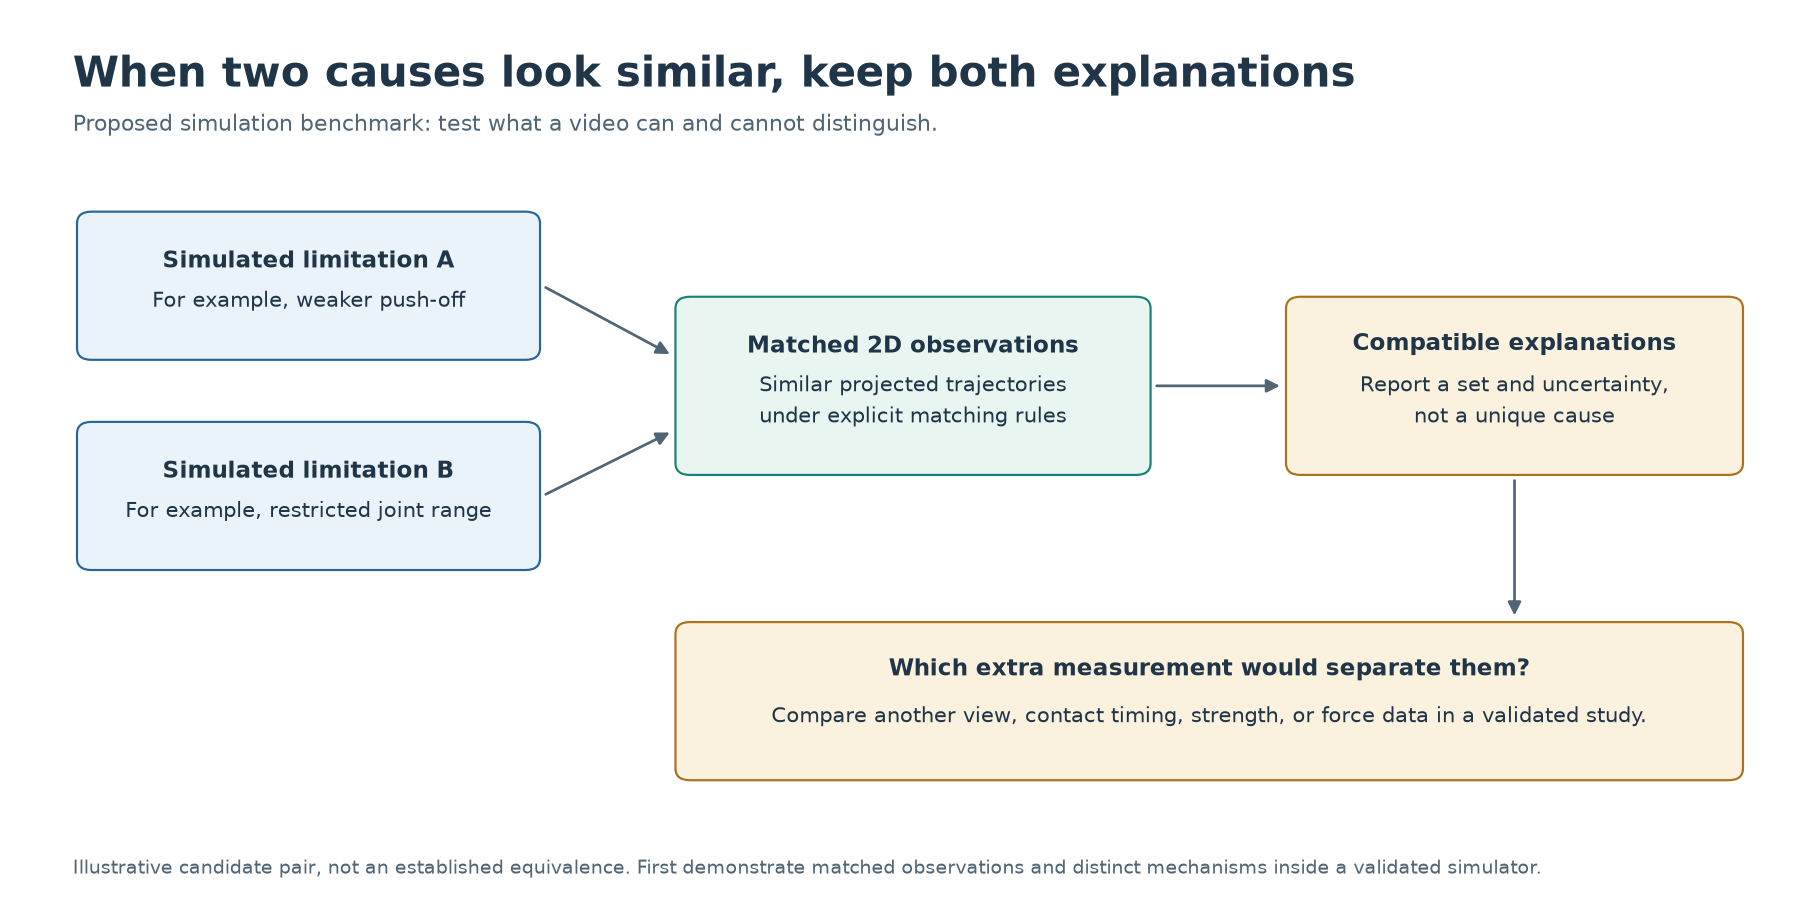 When two causes look similar, keep both explanations
Proposed simulation benchmark: test what a video can and cannot distinguish.
Simulated limitation A
For example, weaker push-off
Simulated limitation B
For example, restricted joint range
Matched 2D observations
Similar projected trajectories
under explicit matching rules
Compatible explanations
Report a set and uncertainty,
not a unique cause
Which extra measurement would separate them?
Compare another view, contact timing, strength, or force data in a validated study.
Illustrative candidate pair, not an established equivalence. First demonstrate matched observations and distinct mechanisms inside a validated simulator.